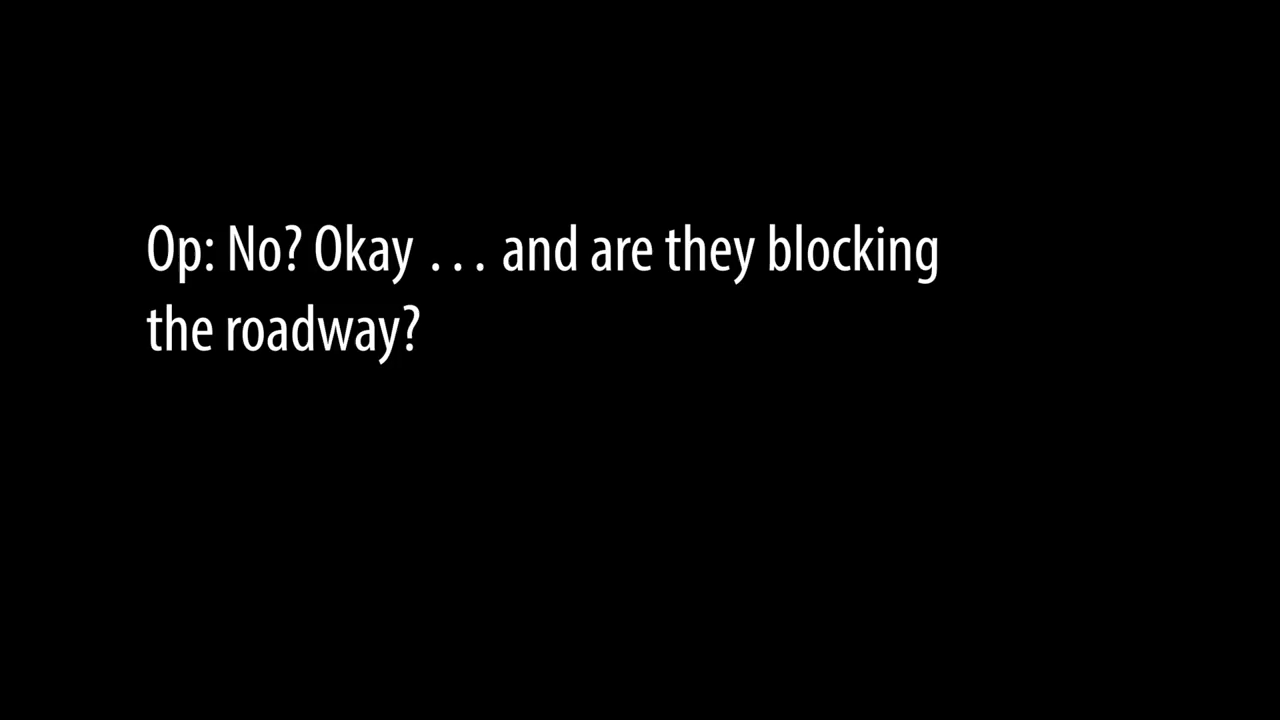 Op: No? Okay . . . and are they blocking
the roadway?